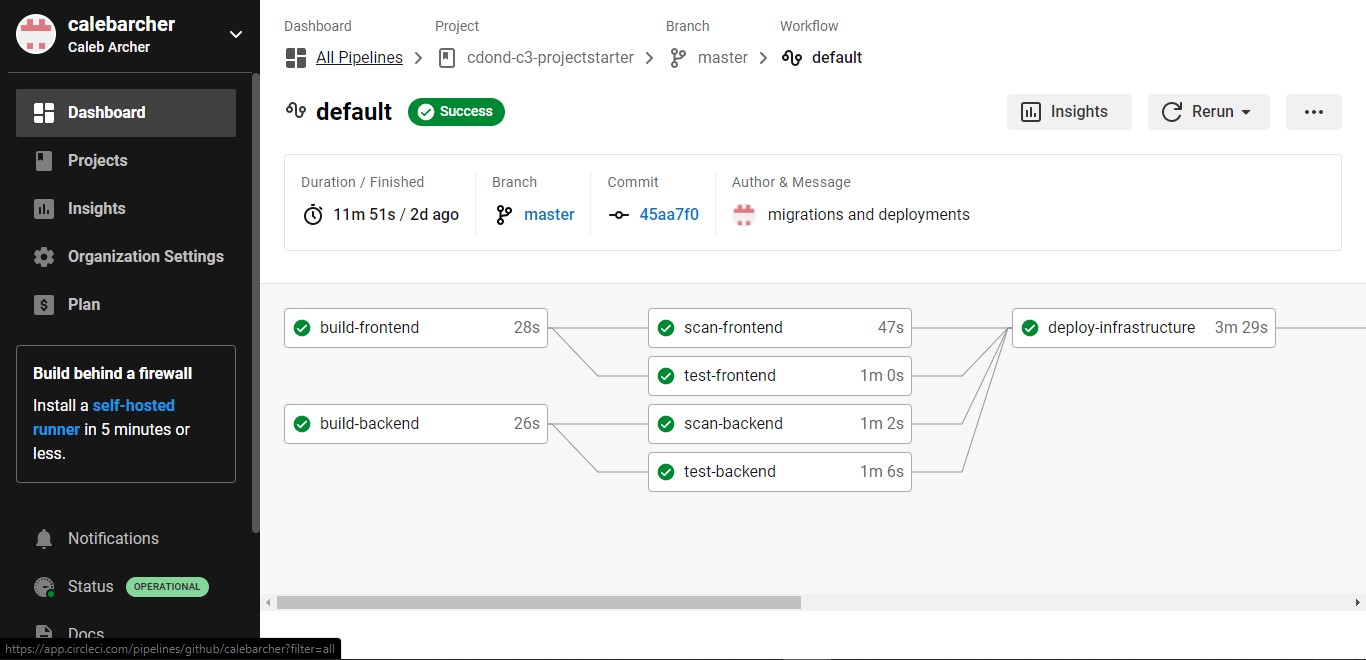 calebarcher
Caleb Archer
Dashboard
Projects
Insights
Organization Settings
Plan
Build behind a firewall
Install a self-hosted
runner in 5 minutes or
less.
Notifications
Status OPERATIONAL
Docs
https://app.circleci.com/pipelines/github/calebarcher?filter=all
Dashboard Project Branch Workflow
All Pipelines cdond-c3-projectstarter master default
default Success Insights Rerun
Duration / Finished Branch Commit Author & Message
11m 51s / 2d ago master 45aa7f0 migrations and deployments
build-frontend 28s scan-frontend 47s deploy-infrastructure 3m 29s
test-frontend 1m 0s
build-backend 26s scan-backend 1m 2s
test-backend 1m 6s